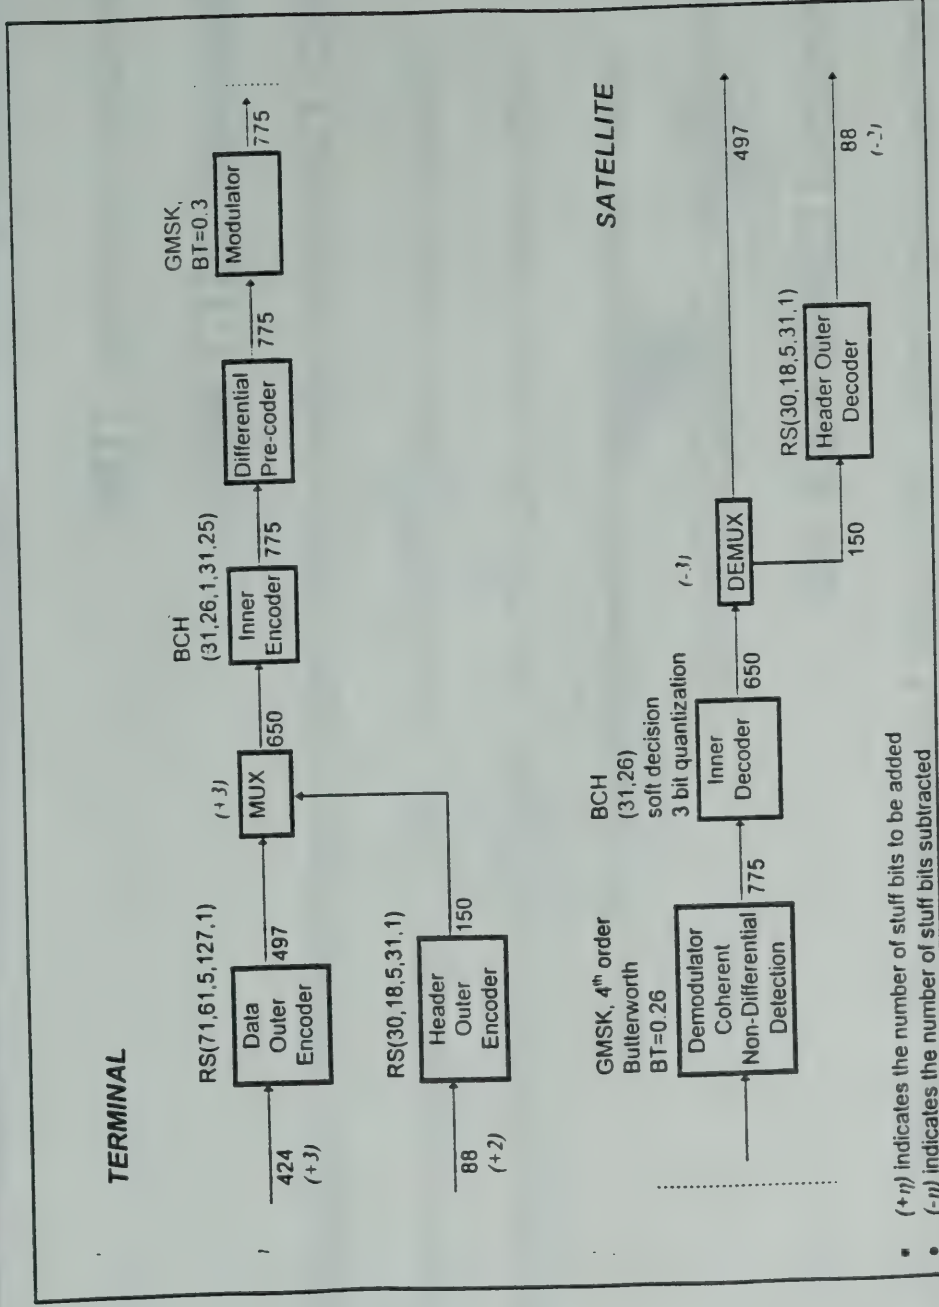 TERMINAL
424
(+3)
RS(71,61,5,127,1)
Data
Outer
Encoder
497
(+3)
MUX
650
BCH
(31,26,1,31,25)
Inner
Encoder
775
Differential
Pre-coder
775
GMSK,
BT=0.3
Modulator
775
88
(+2)
RS(30,18,5,31,1)
Header
Outer
Encoder
150
SATELLITE
GMSK, 4th order
Butterworth
BT=0.26
Demodulator
Coherent
Non-Differential
Detection
775
BCH
(31,26)
soft decision
3 bit quantization
Inner
Decoder
650
(-3)
DEMUX
497
150
RS(30,18,5,31,1)
Header Outer
Decoder
88
(-2)
• (+η) indicates the number of stuff bits to be added
• (-η) indicates the number of stuff bits subtracted